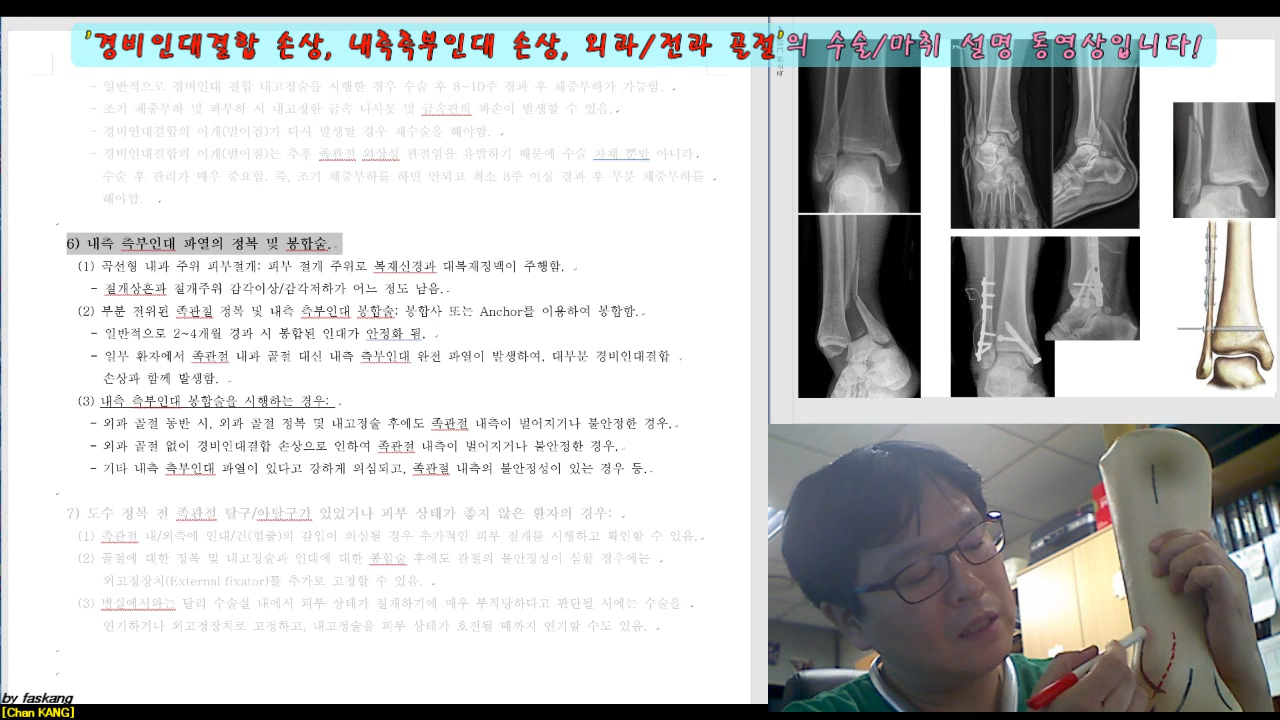 '경비인대결합 손상, 내측측부인대 손상, 외과/전과 골절'의 수술/마취 설명 동영상입니다!
- 일반적으로 경비인대 결합 내고정술을 시행한 경우 수술 후 8-10주 경과 후 체중부하가 가능함.
- 조기 체중부하 및 과부하 시 내고정한 금속 나사못 및 금속편의 파손이 발생할 수 있음.
- 경비인대결합의 이개(벌어짐)가 다시 발생할 경우 재수술을 해야함.
- 경비인대결합의 이개(벌어짐)는 추후 족관절 외상성 관절염을 유발하기 때문에 수술 자체 뿐만 아니라,
수술 후 관리가 매우 중요함. 즉, 조기 체중부하를 하면 안되고 최소 8주 이상 경과 후 부분 체중부하를
해야함.
6) 내측 측부인대 파열의 정복 및 봉합술.
(1) 곡선형 내과 주위 피부절개: 피부 절개 주위로 복재신경과 대복재정맥이 주행함.
- 절개상흔과 절개주위 감각이상/감각저하가 어느 정도 남음.
(2) 부분 전위된 족관절 정복 및 내측 측부인대 봉합술: 봉합사 또는 Anchor를 이용하여 봉합함.
- 일반적으로 2~4개월 경과 시 봉합된 인대가 안정화 됨.
- 일부 환자에서 족관절 내과 골절 대신 내측 측부인대 완전 파열이 발생하여, 대부분 경비인대결합
손상과 함께 발생함.
(3) 내측 측부인대 봉합술을 시행하는 경우:
- 외과 골절 동반 시, 외과 골절 정복 및 내고정술 후에도 족관절 내측이 벌어지기나 불안정한 경우.
- 외과 골절 없이 경비인대결합 손상으로 인하여 족관절 내측이 벌어지거나 불안정한 경우.
- 기타 내측 측부인대 파열이 있다고 강하게 의심되고, 족관절 내측의 불안정성이 있는 경우 등.
7) 도수 정복 전 족관절 탈구/아탈구가 있었거나 피부 상태가 좋지 않은 환자의 경우:
(1) 족관절 내/외측에 인대/건(힘줄)의 감입이 의심될 경우 추가적인 피부 절개를 시행하고 확인할 수 있음.
(2) 골절에 대한 정복 및 내고정술과 인대에 대한 봉합술 후에도 관절의 불안정성이 심할 경우에는
외고정장치(External fixator)를 추가로 고정할 수 있음.
(3) 병실에서와는 달리 수술실 내에서 피부 상태가 절개하기에 매우 부적당하다고 판단될 시에는 수술을
연기하거나 외고정장치로 고정하고, 내고정술을 피부 상태가 호전될 때까지 연기할 수도 있음.
by faskang
[Chan KANG]